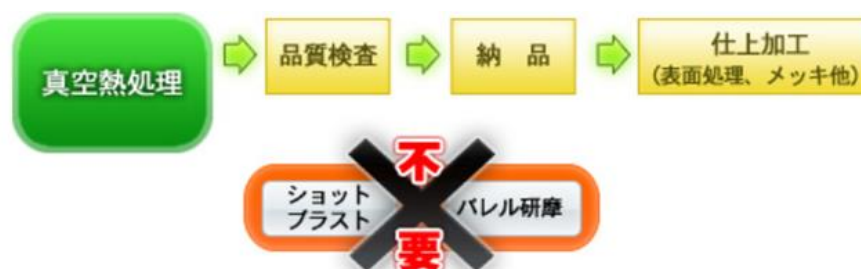 真空熱処理
品質検査
納　品
仕上加工
(表面処理、メッキ他)
ショット
ブラスト
不
要
バレル研摩